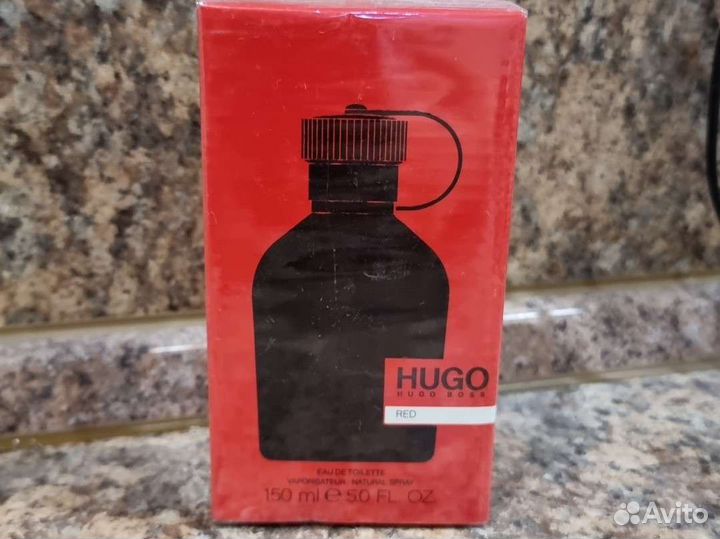 HUGO
HUGO BOSS
RED
EAU DE TOILETTE
VAPORISATEUR NATURAL SPRAY
150 ml e 5.0 FL. OZ.
Avito